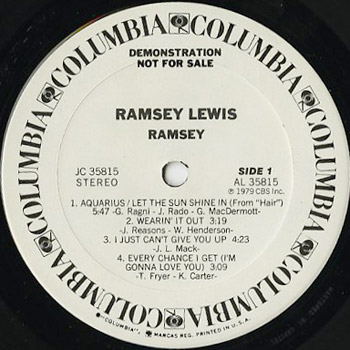 COLUMBIA COLUMBIA COLUMBIA COLUMBIA COLUMBIA COLUMBIA
DEMONSTRATION
NOT FOR SALE
RAMSEY LEWIS
RAMSEY
JC 35815
STEREO
SIDE 1
AL 35815
℗ 1979 CBS Inc.
1. AQUARIUS / LET THE SUN SHINE IN (From "Hair")
5:47 -G. Ragni - J. Rado - G. MacDermott-
2. WEARIN' IT OUT 3:19
-J. Reasons - W. Henderson-
3. I JUST CAN'T GIVE YOU UP 4:23
-J. L. Mack-
4. EVERY CHANCE I GET (I'M
GONNA LOVE YOU) 3:09
-T. Fryer - K. Carter-
"COLUMBIA", MARCAS REG. PRINTED IN U.S.A.